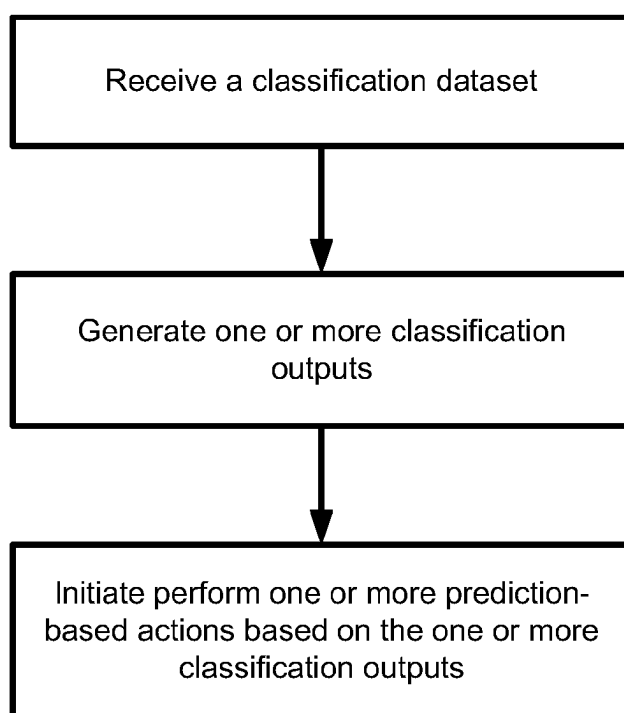 Receive a classification dataset
Generate one or more classification
outputs
Initiate perform one or more prediction-
based actions based on the one or more
classification outputs